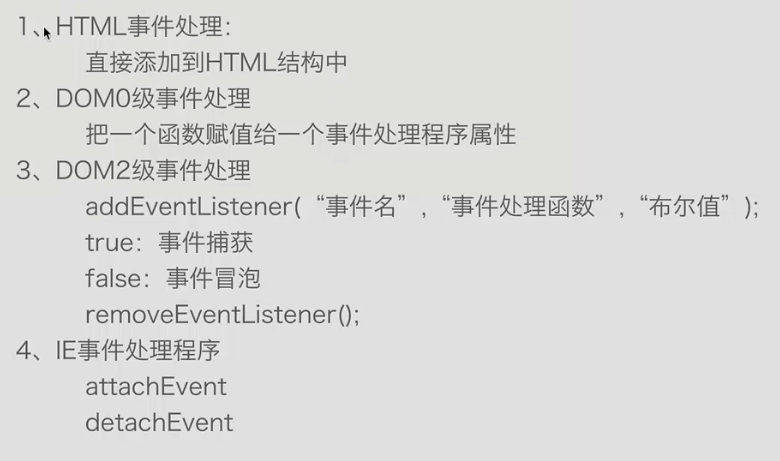 1、HTML事件处理：
直接添加到HTML结构中
2、DOM0级事件处理
把一个函数赋值给一个事件处理程序属性
3、DOM2级事件处理
addEventListener(“事件名”,“事件处理函数”,“布尔值”);
true：事件捕获
false：事件冒泡
removeEventListener();
4、IE事件处理程序
attachEvent
detachEvent